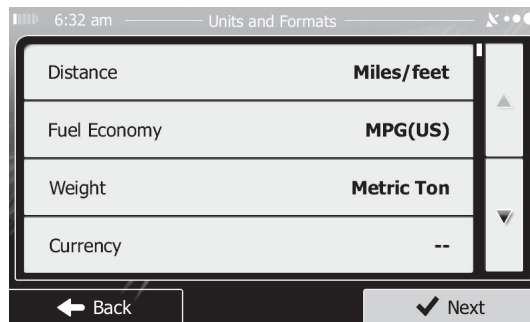 6:32 am Units and Formats
Distance Miles/feet
Fuel Economy MPG(US)
Weight Metric Ton
Currency --
Back Next